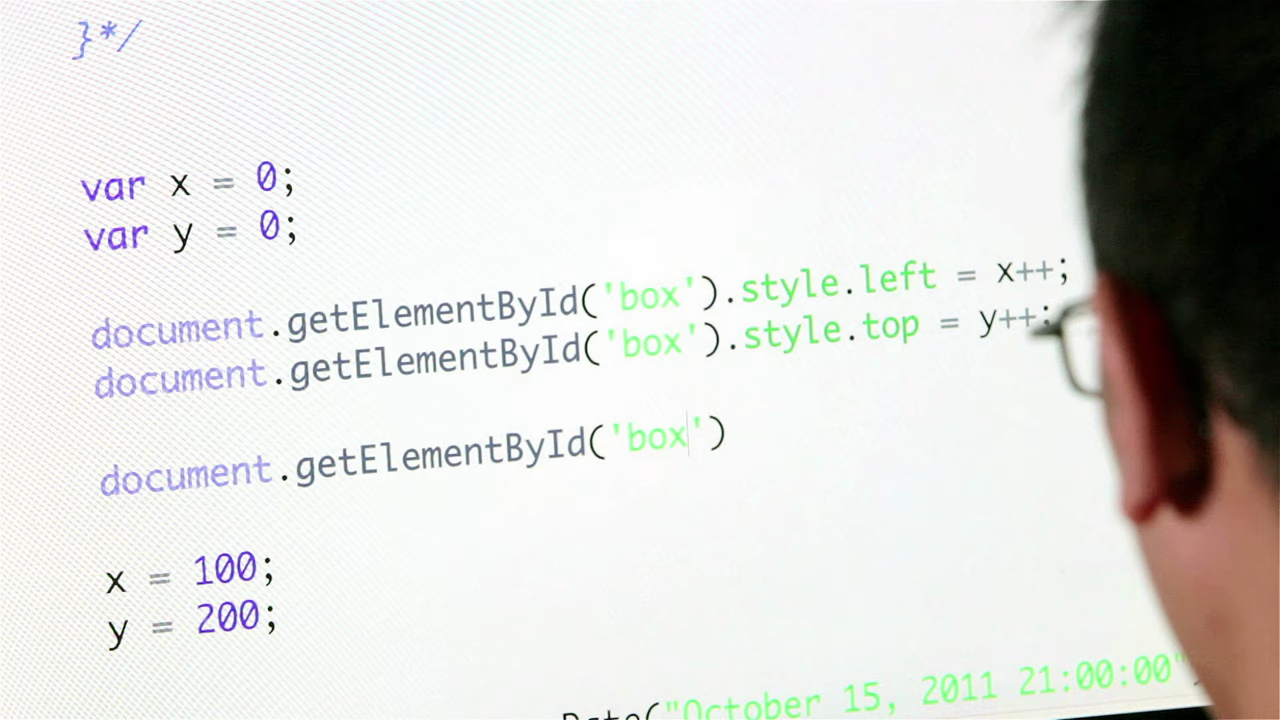 }*/
var x = 0;
var y = 0;
document.getElementById('box').style.left = x++;
document.getElementById('box').style.top = y++;
document.getElementById('box')
x = 100;
y = 200;
Date("October 15, 2011 21:00:00")